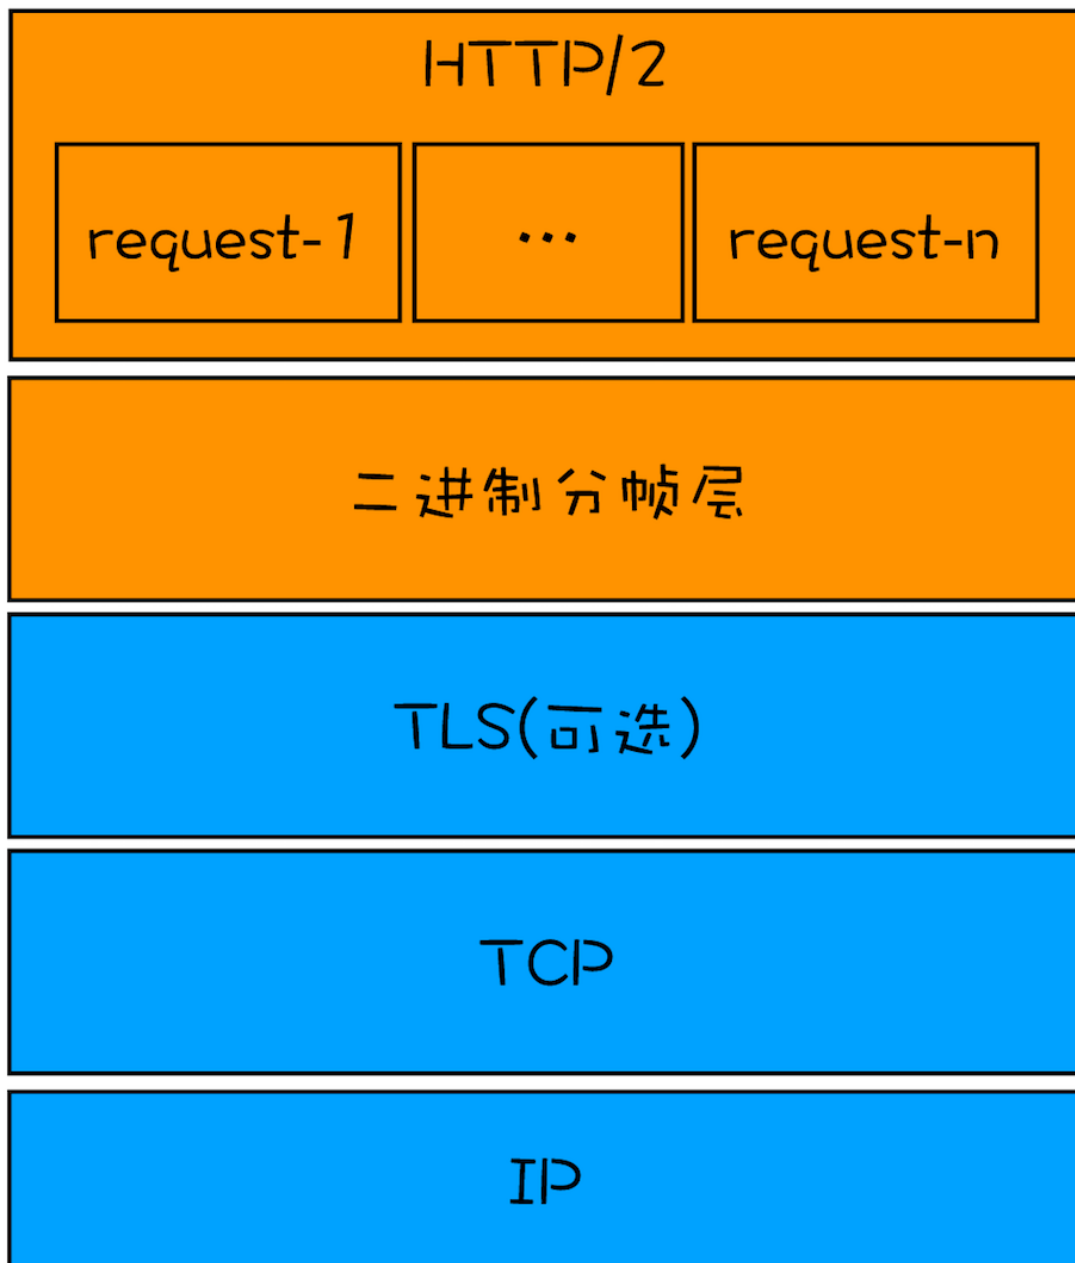 HTTP/2
request-1
...
request-n
二进制分帧层
TLS(可选)
TCP
IP